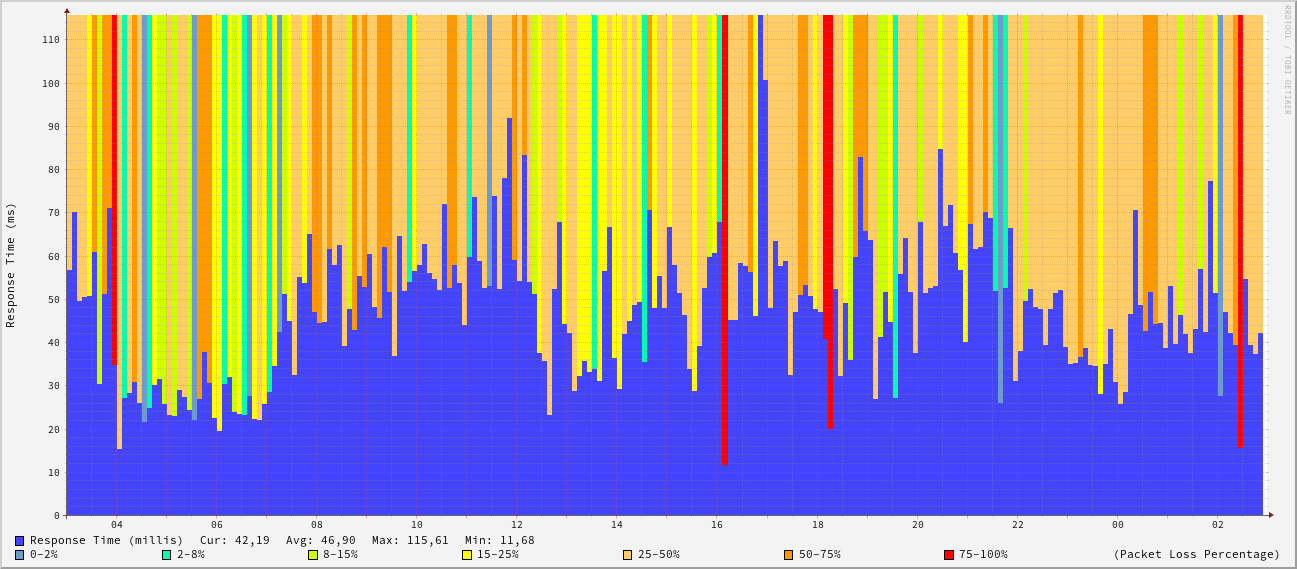 RRDTOOL / TOBI OETIKER
Response Time (ms)
110
100
90
80
70
60
50
40
30
20
10
0
04 06 08 10 12 14 16 18 20 22 00 02
Response Time (millis) Cur: 42,19 Avg: 46,90 Max: 115,61 Min: 11,68
0-2% 2-8% 8-15% 15-25% 25-50% 50-75% 75-100% (Packet Loss Percentage)